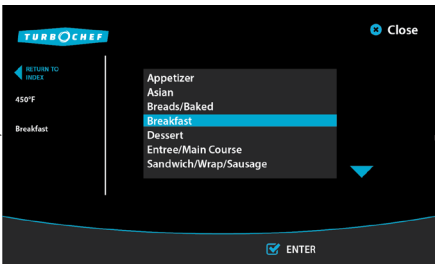 TURBOCHEF
Close
RETURN TO
INDEX
450°F
Breakfast
Appetizer
Asian
Breads/Baked
Breakfast
Dessert
Entree/Main Course
Sandwich/Wrap/Sausage
ENTER